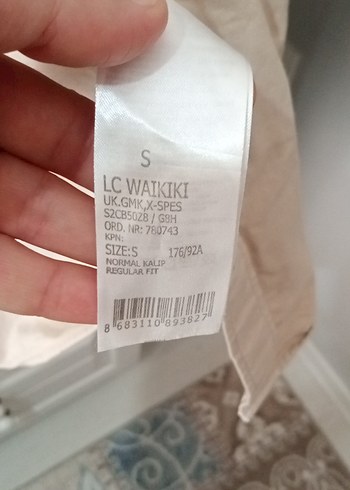 S
LC WAIKIKI
UK.GMK,X-SPES
S2CB50Z8 / G9H
ORD. NR: 780743
KPN:
SIZE:S 176/92A
NORMAL KALIP
REGULAR FIT
8 683110 893827